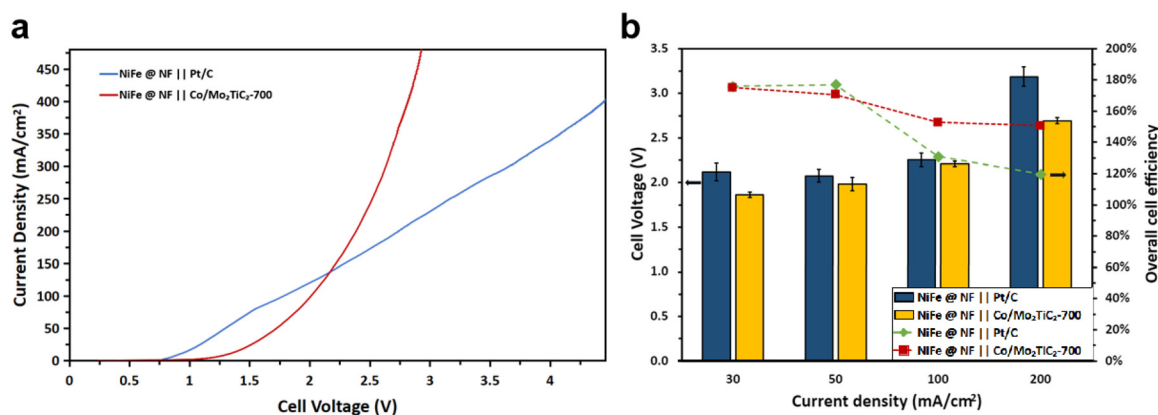 a
Current Density (mA/cm²)
450
400
350
300
250
200
150
100
50
0
NiFe @ NF || Pt/C
NiFe @ NF || Co/Mo₂TiC₂-700
0 0.5 1 1.5 2 2.5 3 3.5 4
Cell Voltage (V)
b
Cell Voltage (V)
3.5
3.0
2.5
2.0
1.5
1.0
0.5
0.0
NiFe @ NF || Pt/C
NiFe @ NF || Co/Mo₂TiC₂-700
NiFe @ NF || Pt/C
NiFe @ NF || Co/Mo₂TiC₂-700
200%
180%
160%
140%
120%
100%
80%
60%
40%
20%
0%
Overall cell efficiency
30 50 100 200
Current density (mA/cm²)